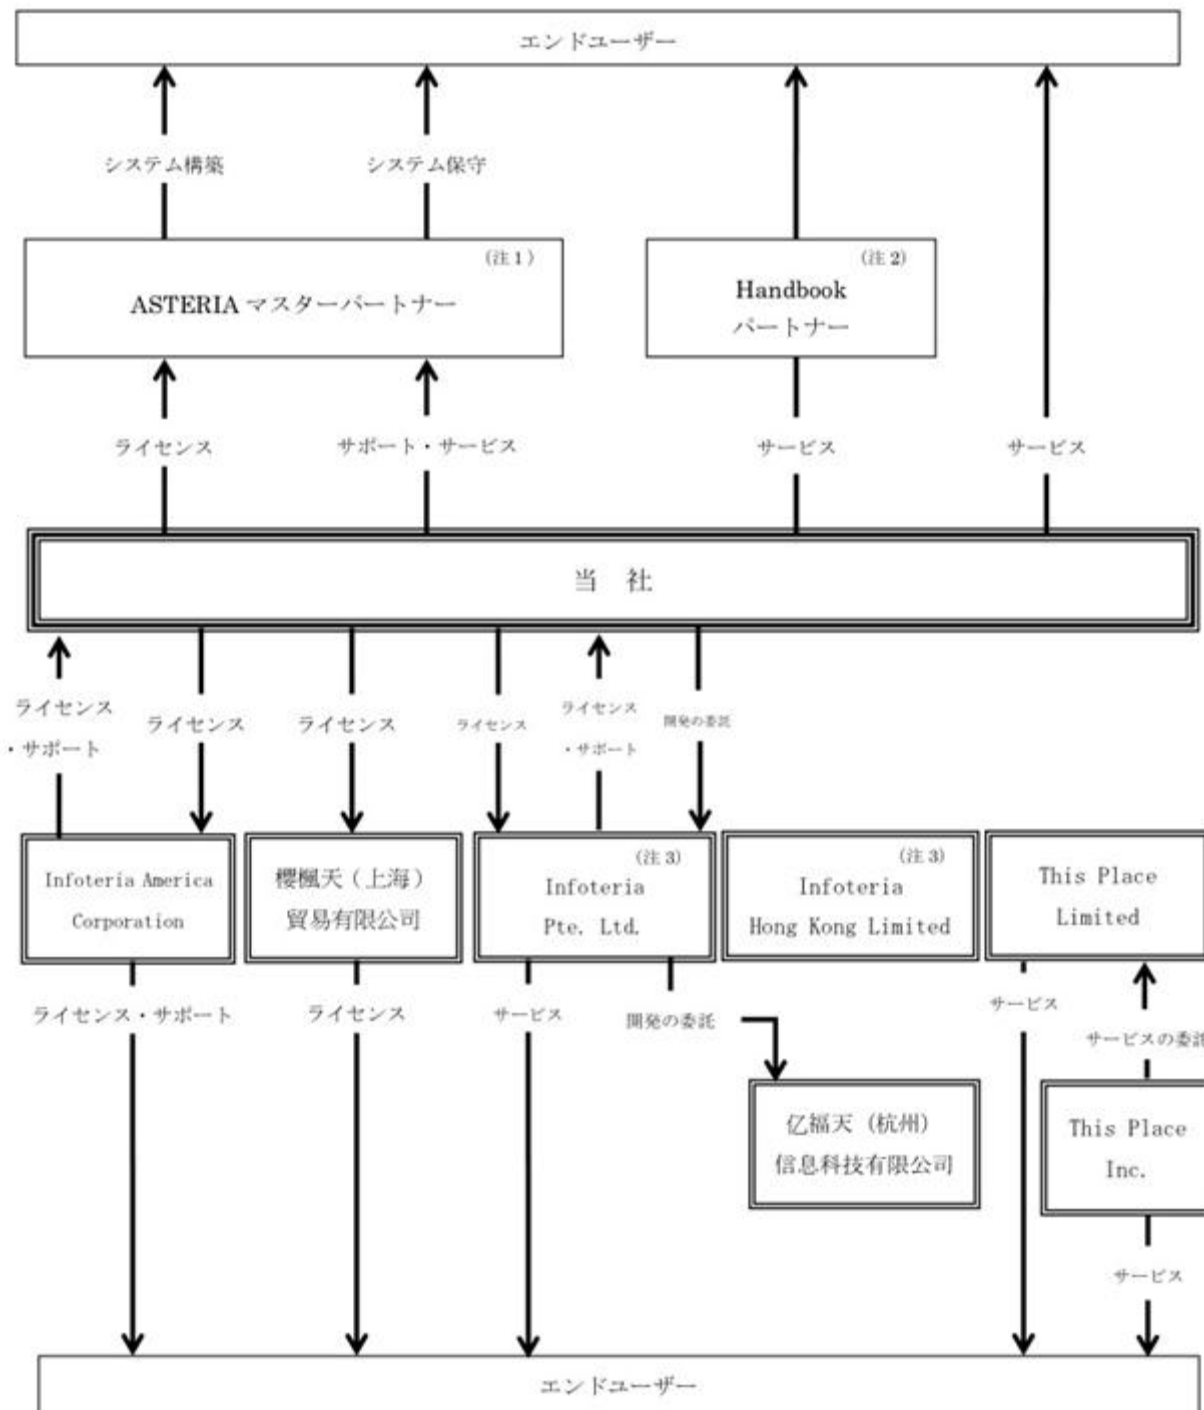 エンドユーザー
システム構築
システム保守
(注1)
ASTERIA マスターパートナー
(注2)
Handbook
パートナー
ライセンス
サポート・サービス
サービス
サービス
当 社
ライセンス
・サポート
ライセンス
ライセンス
ライセンス
ライセンス
・サポート
開発の委託
Infoteria America
Corporation
櫻楓天（上海）
貿易有限公司
(注3)
Infoteria
Pte. Ltd.
(注3)
Infoteria
Hong Kong Limited
This Place
Limited
ライセンス・サポート
ライセンス
サービス
開発の委託
サービス
サービスの委託
亿福天（杭州）
信息科技有限公司
This Place
Inc.
サービス
エンドユーザー